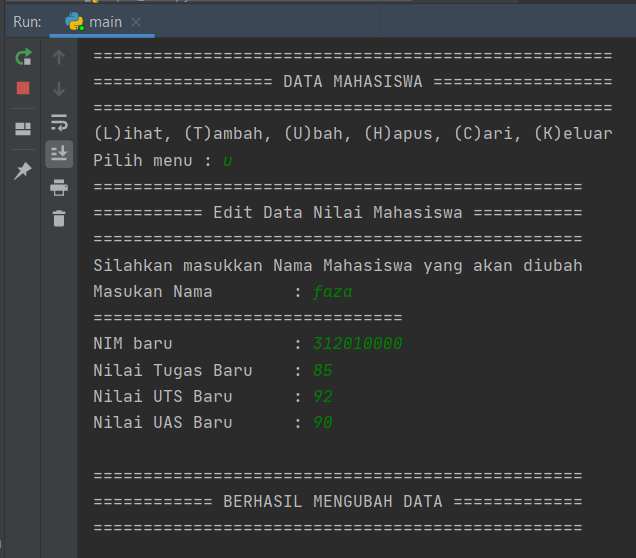 Run: main
====================================================
================== DATA MAHASISWA ==================
====================================================
(L)ihat, (T)ambah, (U)bah, (H)apus, (C)ari, (K)eluar
Pilih menu : u
=================================================
=========== Edit Data Nilai Mahasiswa ===========
=================================================
Silahkan masukkan Nama Mahasiswa yang akan diubah
Masukan Nama        : faza
===============================
NIM baru            : 312010000
Nilai Tugas Baru    : 85
Nilai UTS Baru      : 92
Nilai UAS Baru      : 90
=================================================
============ BERHASIL MENGUBAH DATA =============
=================================================